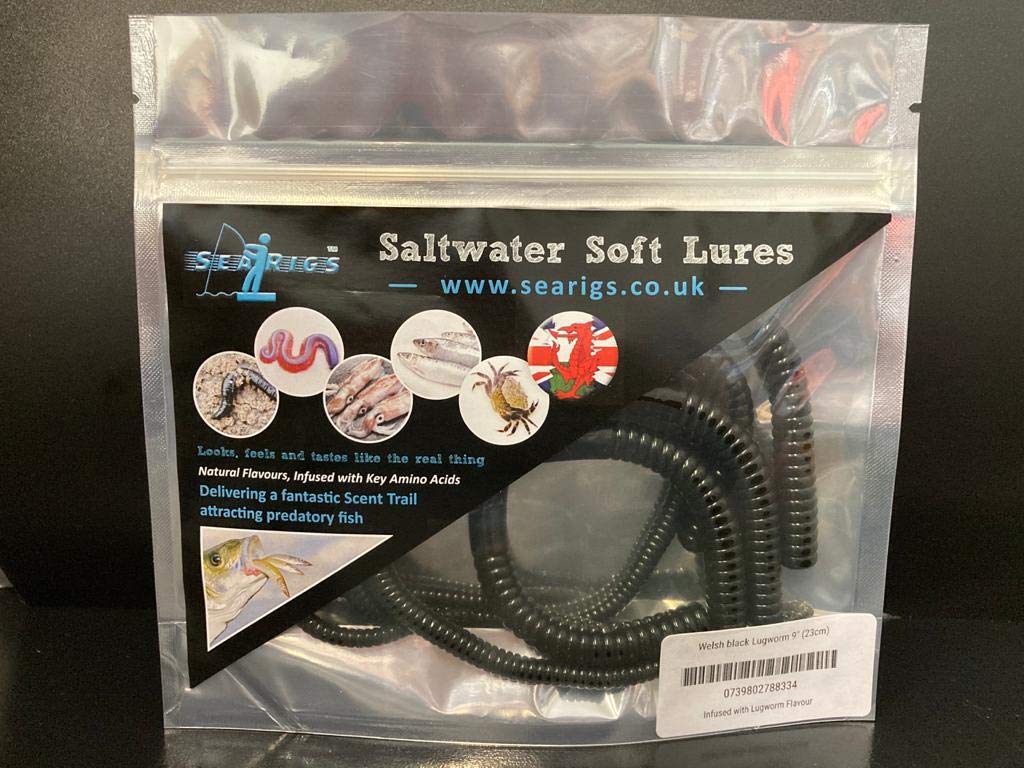 SEARIGS™
Saltwater Soft Lures
— www.searigs.co.uk —
Looks, feels and tastes like the real thing
Natural Flavours, Infused with Key Amino Acids
Delivering a fantastic Scent Trail
attracting predatory fish
Welsh black Lugworm 9" (23cm)
0739802788334
Infused with Lugworm Flavour